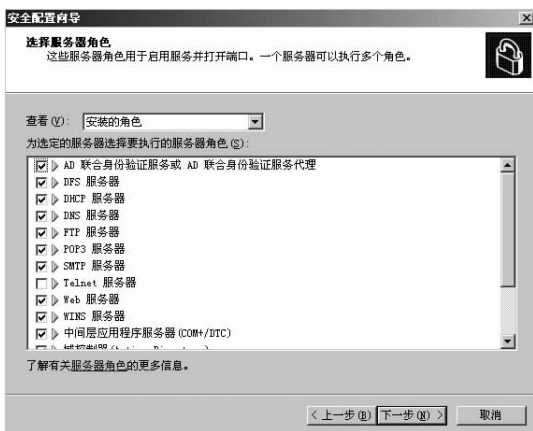 安全配置向导
选择服务器角色
这些服务器角色用于启用服务并打开端口。一个服务器可以执行多个角色。
查看(V): 安装的角色
为选定的服务器选择要执行的服务器角色(S):
AD 联合身份验证服务或 AD 联合身份验证服务代理
DFS 服务器
DHCP 服务器
DNS 服务器
FTP 服务器
POP3 服务器
SMTP 服务器
Telnet 服务器
Web 服务器
WINS 服务器
中间层应用程序服务器(COM+/DTC)
了解有关服务器角色的更多信息。
< 上一步(B) 下一步(N) > 取消